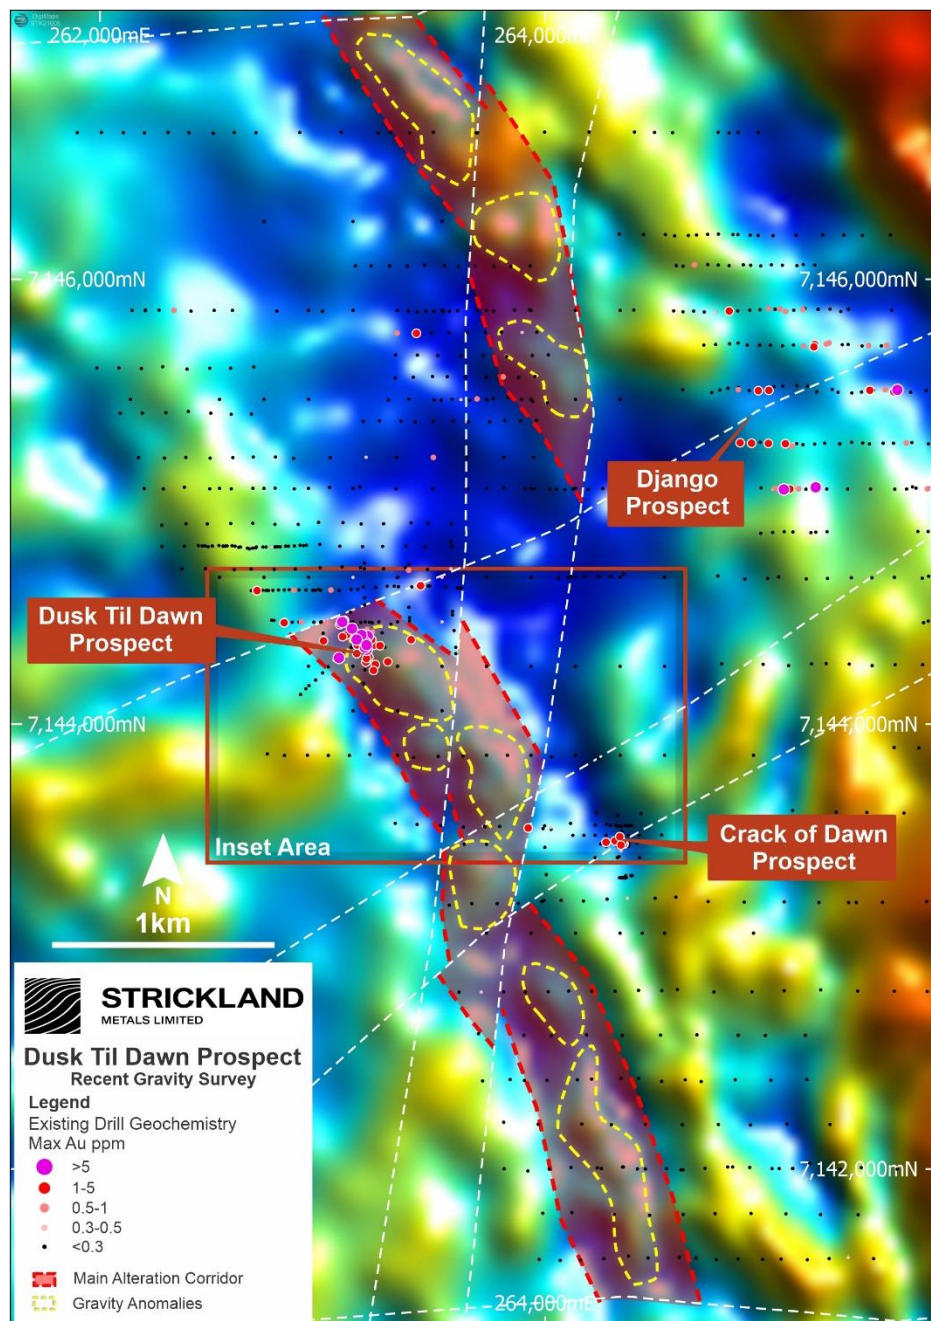 DigiMaps
STK21605
262,000mE
264,000mE
7,146,000mN
7,146,000mN
Django
Prospect
Dusk Til Dawn
Prospect
7,144,000mN
7,144,000mN
Inset Area
Crack of Dawn
Prospect
N
1km
STRICKLAND
METALS LIMITED
Dusk Til Dawn Prospect
Recent Gravity Survey
Legend
Existing Drill Geochemistry
Max Au ppm
>5
1-5
0.5-1
0.3-0.5
<0.3
Main Alteration Corridor
Gravity Anomalies
7,142,000mN
264,000mE